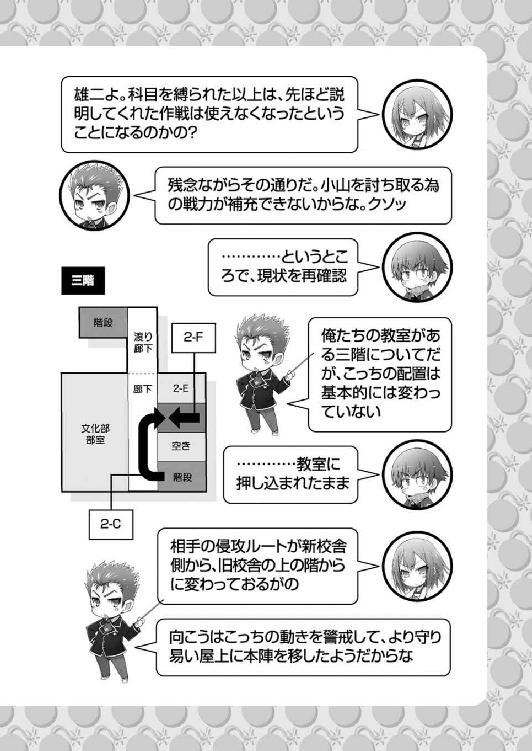 雄二よ。科目を縛られた以上は、先ほど説
明してくれた作戦は使えなくなったという
ことになるのかの?
残念ながらその通りだ。小山を討ち取る為
の戦力が補充できないからな。クソッ
…………というとこ
ろで、現状を再確認
三階
階段
渡り
廊下
2-F
廊下
2-E
文化部
部室
空き
階段
2-C
俺たちの教室があ
る三階についてだ
が、こっちの配置は
基本的には変わっ
ていない
…………教室に
押し込まれたまま
相手の侵攻ルートが新校舎
側から、旧校舎の上の階から
に変わっておるがの
向こうはこっちの動きを警戒して、より守り
易い屋上に本陣を移したようだからな